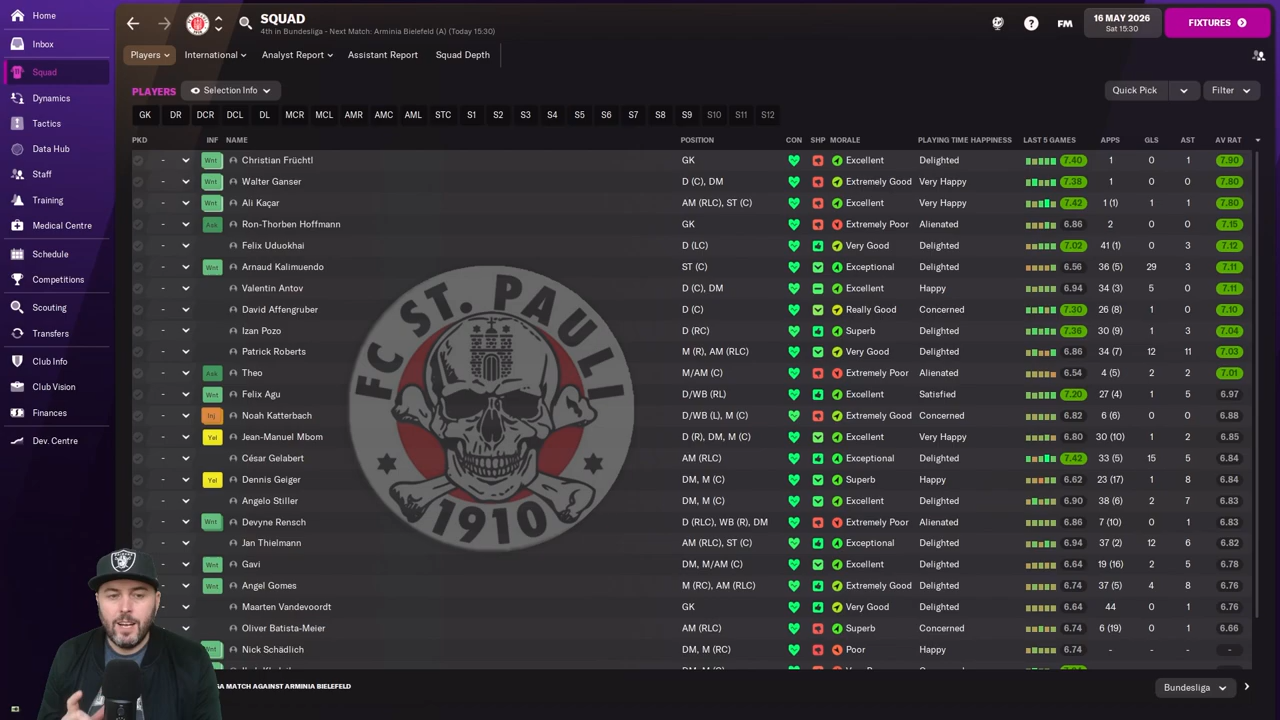 Home
SQUAD
4th in Bundesliga - Next Match: Arminia Bielefeld (A) (Today 15:30)
FM
16 MAY 2026
Sat 15:30
FIXTURES
Inbox
Squad
Dynamics
Tactics
Data Hub
Staff
Training
Medical Centre
Schedule
Competitions
Scouting
Transfers
Club Info
Club Vision
Finances
Dev. Centre
Players International Analyst Report Assistant Report Squad Depth
PLAYERS Selection Info Quick Pick Filter
GK DR DCR DCL DL MCR MCL AMR AMC AML STC S1 S2 S3 S4 S5 S6 S7 S8 S9 S10 S11 S12
PKD INF NAME POSITION CON SHP MORALE PLAYING TIME HAPPINESS LAST 5 GAMES APPS GLS AST AV RAT
- Wnt Christian Früchtl GK Excellent Delighted 7.40 1 0 1 7.90
- Wnt Walter Ganser D (C), DM Extremely Good Very Happy 7.38 1 0 0 7.80
- Wnt Ali Kaçar AM (RLC), ST (C) Excellent Very Happy 7.42 1 (1) 1 1 7.80
- Ask Ron-Thorben Hoffmann GK Extremely Poor Alienated 6.86 2 0 0 7.15
- Felix Uduokhai D (LC) Very Good Delighted 7.02 41 (1) 0 3 7.12
- Wnt Arnaud Kalimuendo ST (C) Exceptional Delighted 6.56 36 (5) 29 3 7.11
- Valentin Antov D (C), DM Excellent Happy 6.94 34 (3) 5 0 7.11
- David Affengruber D (C) Really Good Concerned 7.30 26 (8) 1 0 7.10
- Izan Pozo D (RC) Superb Delighted 7.36 30 (9) 1 3 7.04
- Patrick Roberts M (R), AM (RLC) Very Good Delighted 6.86 34 (7) 12 11 7.03
- Ask Theo M/AM (C) Extremely Poor Alienated 6.54 4 (5) 2 2 7.01
- Wnt Felix Agu D/WB (RL) Excellent Satisfied 7.20 27 (4) 1 5 6.97
- Inj Noah Katterbach D/WB (L), M (C) Extremely Good Concerned 6.82 6 (6) 0 0 6.88
- Yel Jean-Manuel Mbom D (R), DM, M (C) Excellent Very Happy 6.80 30 (10) 1 2 6.85
- César Gelabert AM (RLC) Exceptional Delighted 7.42 33 (5) 15 5 6.84
- Yel Dennis Geiger DM, M (C) Superb Happy 6.62 23 (17) 1 8 6.84
- Angelo Stiller DM, M (C) Excellent Delighted 6.90 38 (6) 2 7 6.83
- Wnt Devyne Rensch D (RLC), WB (R), DM Extremely Poor Alienated 6.86 7 (10) 0 1 6.83
- Jan Thielmann AM (RLC), ST (C) Exceptional Delighted 6.94 37 (2) 12 6 6.82
- Wnt Gavi DM, M/AM (C) Excellent Delighted 6.64 19 (16) 2 5 6.78
- Wnt Angel Gomes M (RC), AM (RLC) Extremely Good Delighted 6.74 37 (5) 4 8 6.76
- Maarten Vandevoordt GK Very Good Delighted 6.64 44 0 1 6.76
- Oliver Batista-Meier AM (RLC) Superb Concerned 6.74 6 (19) 0 1 6.66
Wnt Nick Schädlich DM, M (RC) Poor Happy 6.74 - - - -
FC ST. PAULI
1910
GA MATCH AGAINST ARMINIA BIELEFELD
Bundesliga